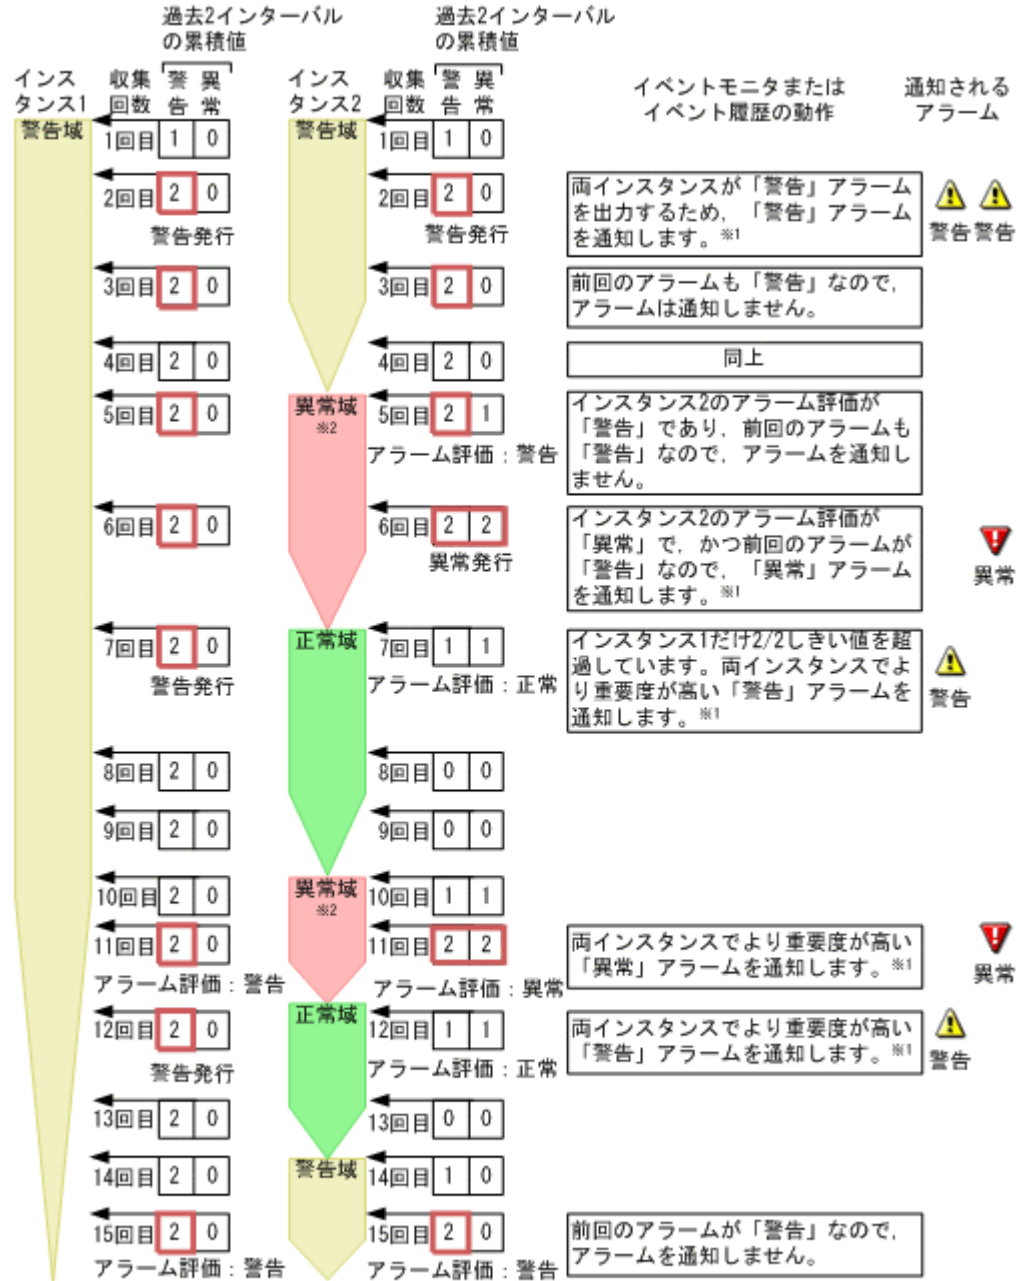 過去2インターバル
の累積値
過去2インターバル
の累積値
インス
タンス1
収集
回数
警告
異常
インス
タンス2
収集
回数
警告
異常
イベントモニタまたは
イベント履歴の動作
通知される
アラーム
警告域
1回目 1 0
警告域
1回目 1 0
2回目 2 0
警告発行
2回目 2 0
警告発行
両インスタンスが「警告」アラーム
を出力するため，「警告」アラーム
を通知します。※1
警告 警告
3回目 2 0
3回目 2 0
前回のアラームも「警告」なので，
アラームは通知しません。
4回目 2 0
4回目 2 0
同上
5回目 2 0
異常域
※2
5回目 2 1
アラーム評価：警告
インスタンス2のアラーム評価が
「警告」であり，前回のアラームも
「警告」なので，アラームを通知し
ません。
6回目 2 0
6回目 2 2
異常発行
インスタンス2のアラーム評価が
「異常」で，かつ前回のアラームが
「警告」なので，「異常」アラーム
を通知します。※1
異常
7回目 2 0
警告発行
正常域
7回目 1 1
アラーム評価：正常
インスタンス1だけ2/2しきい値を超
過しています。両インスタンスでよ
り重要度が高い「警告」アラームを
通知します。※1
警告
8回目 2 0
8回目 0 0
9回目 2 0
9回目 0 0
10回目 2 0
異常域
※2
10回目 1 1
11回目 2 0
アラーム評価：警告
11回目 2 2
アラーム評価：異常
両インスタンスでより重要度が高い
「異常」アラームを通知します。※1
異常
12回目 2 0
警告発行
正常域
12回目 1 1
アラーム評価：正常
両インスタンスでより重要度が高い
「警告」アラームを通知します。※1
警告
13回目 2 0
13回目 0 0
14回目 2 0
警告域
14回目 1 0
15回目 2 0
アラーム評価：警告
15回目 2 0
アラーム評価：警告
前回のアラームが「警告」なので，
アラームを通知しません。